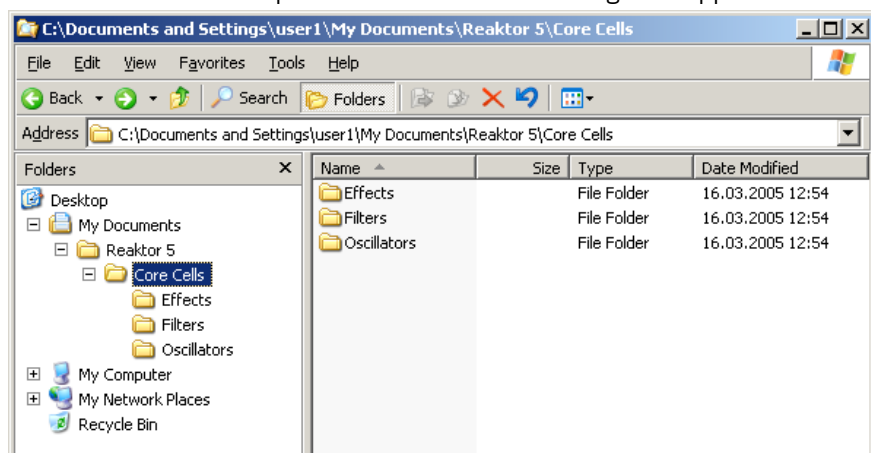 C:\Documents and Settings\user1\My Documents\Reaktor 5\Core Cells
File Edit View Favorites Tools Help
Back Search Folders
Address C:\Documents and Settings\user1\My Documents\Reaktor 5\Core Cells
Folders x Name Size Type Date Modified
Desktop
My Documents
Reaktor 5
Core Cells
Effects
Filters
Oscillators
My Computer
My Network Places
Recycle Bin
Effects File Folder 16.03.2005 12:54
Filters File Folder 16.03.2005 12:54
Oscillators File Folder 16.03.2005 12:54